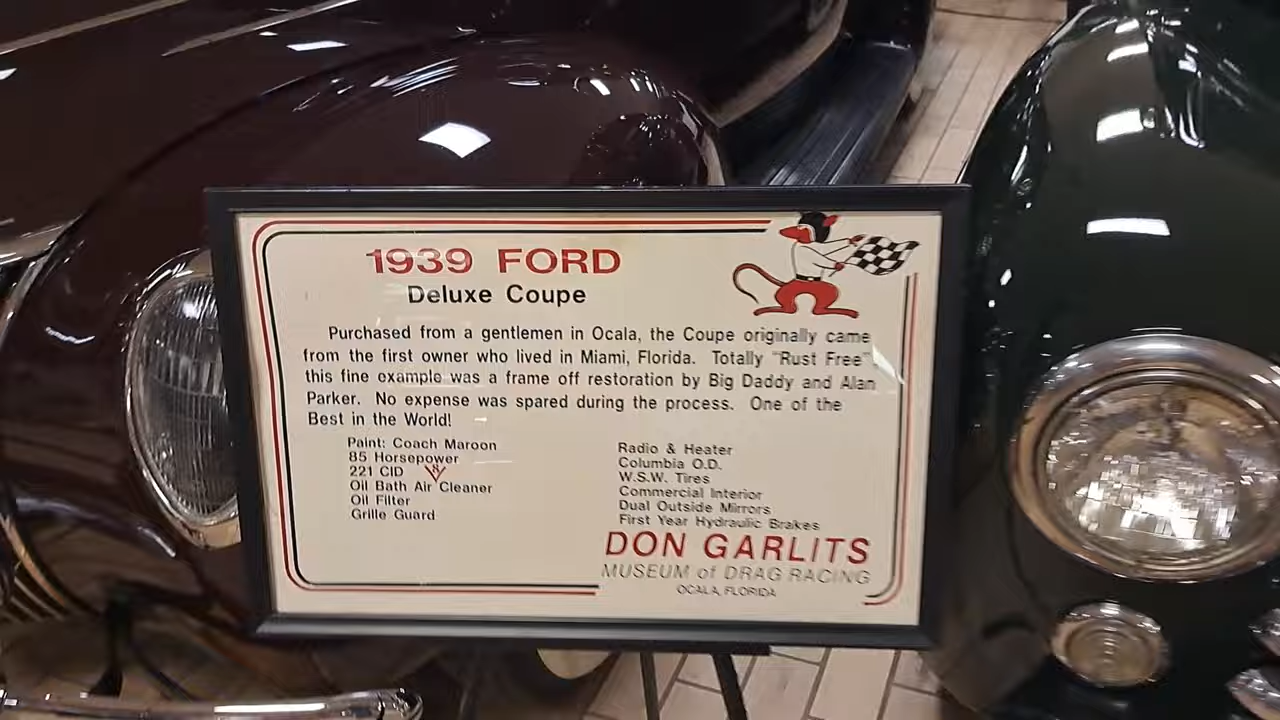 1939 FORD
Deluxe Coupe
Purchased from a gentlemen in Ocala, the Coupe originally came
from the first owner who lived in Miami, Florida. Totally "Rust Free",
this fine example was a frame off restoration by Big Daddy and Alan
Parker. No expense was spared during the process. One of the
Best in the World!
Paint: Coach Maroon
85 Horsepower
221 CID V8
Oil Bath Air Cleaner
Oil Filter
Grille Guard
Radio & Heater
Columbia O.D.
W.S.W. Tires
Commercial Interior
Dual Outside Mirrors
First Year Hydraulic Brakes
DON GARLITS
MUSEUM of DRAG RACING
OCALA, FLORIDA